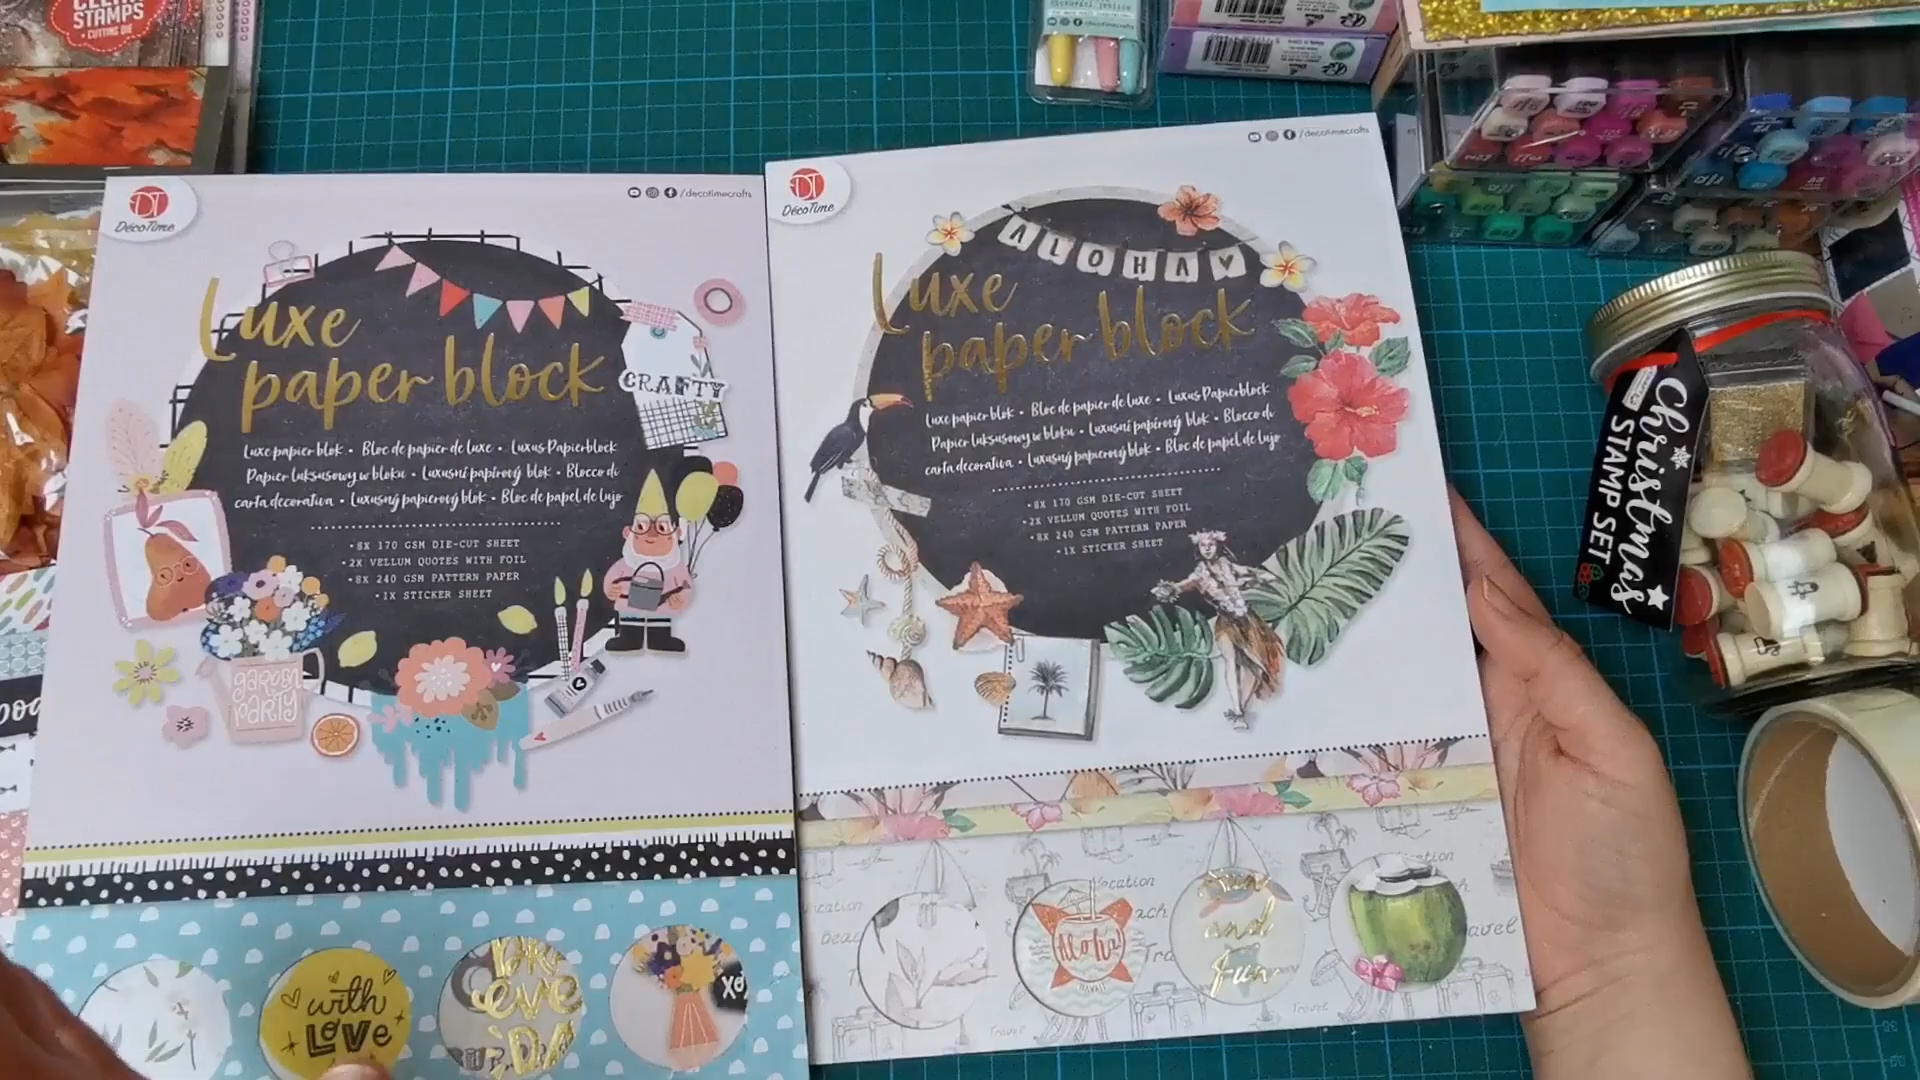 CLEAR
STAMPS
+ CUTTING DIE
DT
DécoTime
/decotimecrafts
Luxe
paper block
CRAFTY
Luxe papier blok • Bloc de papier de luxe • Luxus Papierblock
Papier luksusowy w bloku • Luxusní papírový blok • Blocco di
carta decorativa • Luxusný papierový blok • Bloc de papel de lujo
• 8X 170 GSM DIE-CUT SHEET
• 2X VELLUM QUOTES WITH FOIL
• 8X 240 GSM PATTERN PAPER
• 1X STICKER SHEET
garden
party
with
LOVE
XO
DT
DécoTime
/decotimecrafts
ALOHA
Luxe
paper block
Luxe papier blok • Bloc de papier de luxe • Luxus Papierblock
Papier luksusowy w bloku • Luxusní papírový blok • Blocco di
carta decorativa • Luxusný papierový blok • Bloc de papel de lujo
• 8X 170 GSM DIE-CUT SHEET
• 2X VELLUM QUOTES WITH FOIL
• 8X 240 GSM PATTERN PAPER
• 1X STICKER SHEET
Vacation
Aloha!
HAWAII
Sun
and
fun
Travel
Travel
Christmas
STAMP SET